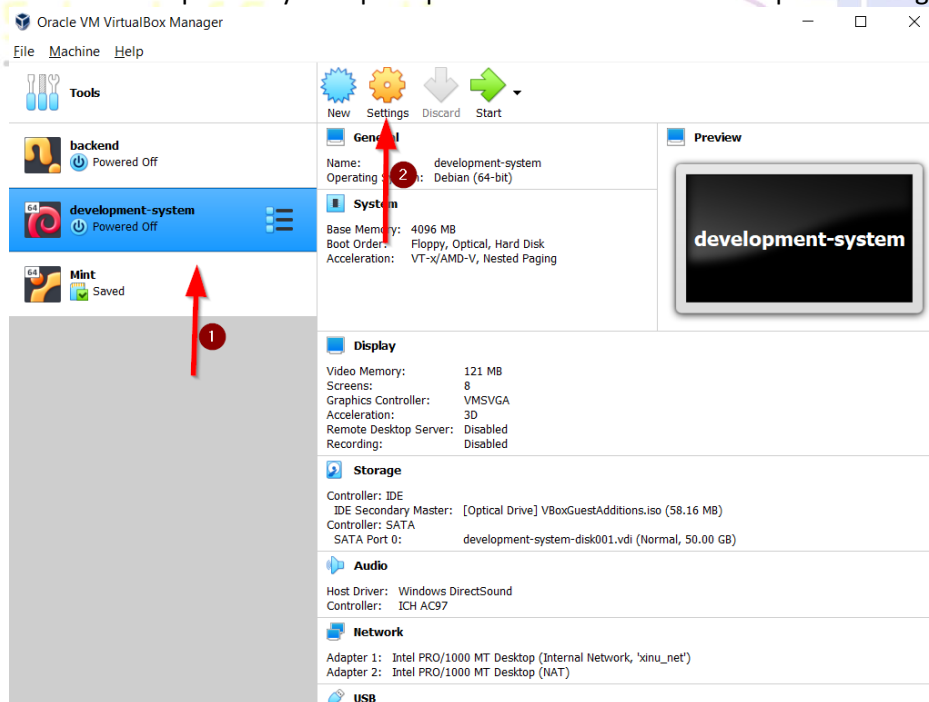 Oracle VM VirtualBox Manager
File Machine Help
Tools
New Settings Discard Start
backend
Powered Off
64
development-system
Powered Off
64
Mint
Saved
1
2
General
Name: development-system
Operating System: Debian (64-bit)
System
Base Memory: 4096 MB
Boot Order: Floppy, Optical, Hard Disk
Acceleration: VT-x/AMD-V, Nested Paging
Preview
development-system
Display
Video Memory: 121 MB
Screens: 8
Graphics Controller: VMSVGA
Acceleration: 3D
Remote Desktop Server: Disabled
Recording: Disabled
Storage
Controller: IDE
IDE Secondary Master: [Optical Drive] VBoxGuestAdditions.iso (58.16 MB)
Controller: SATA
SATA Port 0: development-system-disk001.vdi (Normal, 50.00 GB)
Audio
Host Driver: Windows DirectSound
Controller: ICH AC97
Network
Adapter 1: Intel PRO/1000 MT Desktop (Internal Network, 'xinu_net')
Adapter 2: Intel PRO/1000 MT Desktop (NAT)
USB